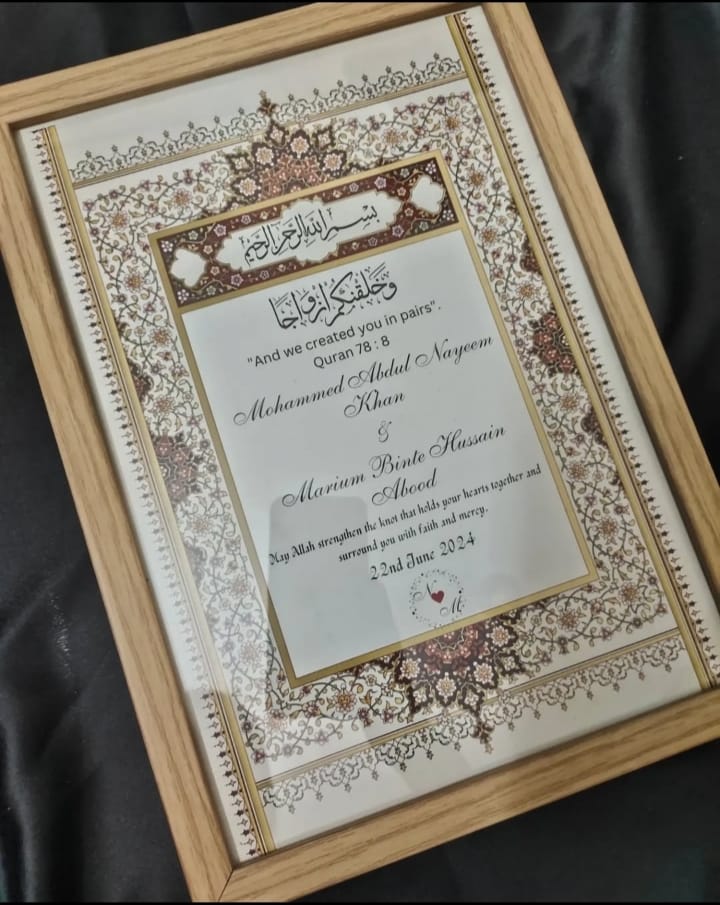 بسم الله الرحمن الرحيم
وَخَلَقْنَكُمْ أَزْوَاجًا
"And we created you in pairs".
Quran 78 : 8
Mohammed Abdul Nayeem
Khan
&
Marium Binte Hussain
Abood
May Allah strengthen the knot that holds your hearts together and
surround you with faith and mercy.
22nd June 2024
N M